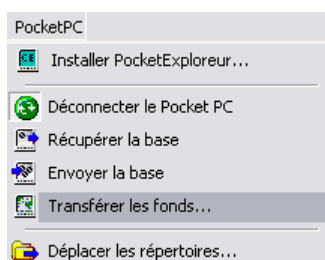 PocketPC
Installer PocketExploreur...
Déconnecter le Pocket PC
Récupérer la base
Envoyer la base
Transférer les fonds...
Déplacer les répertoires...